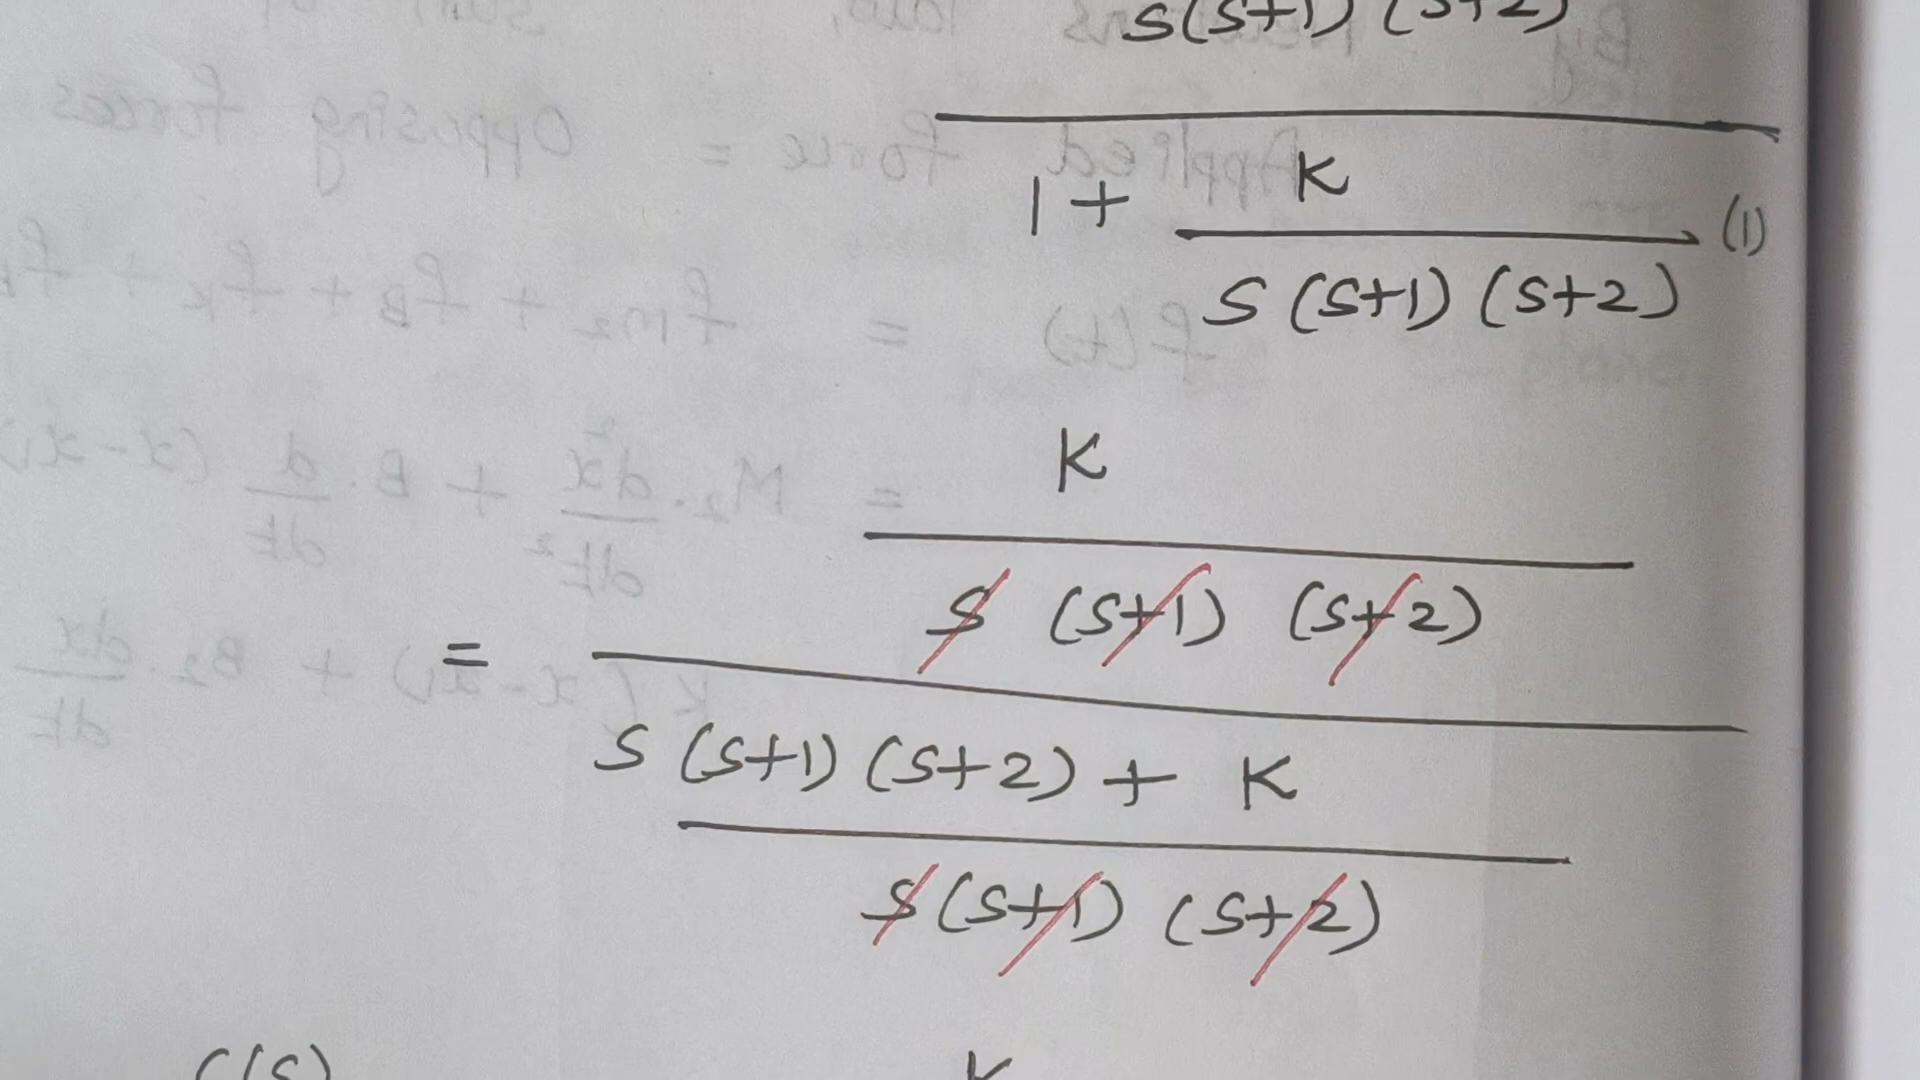 s(s+1) (s+2)
1 + K / s (s+1) (s+2) (1)
K
= s (s+1) (s+2)
s (s+1) (s+2) + K
s (s+1) (s+2)
C(s) K